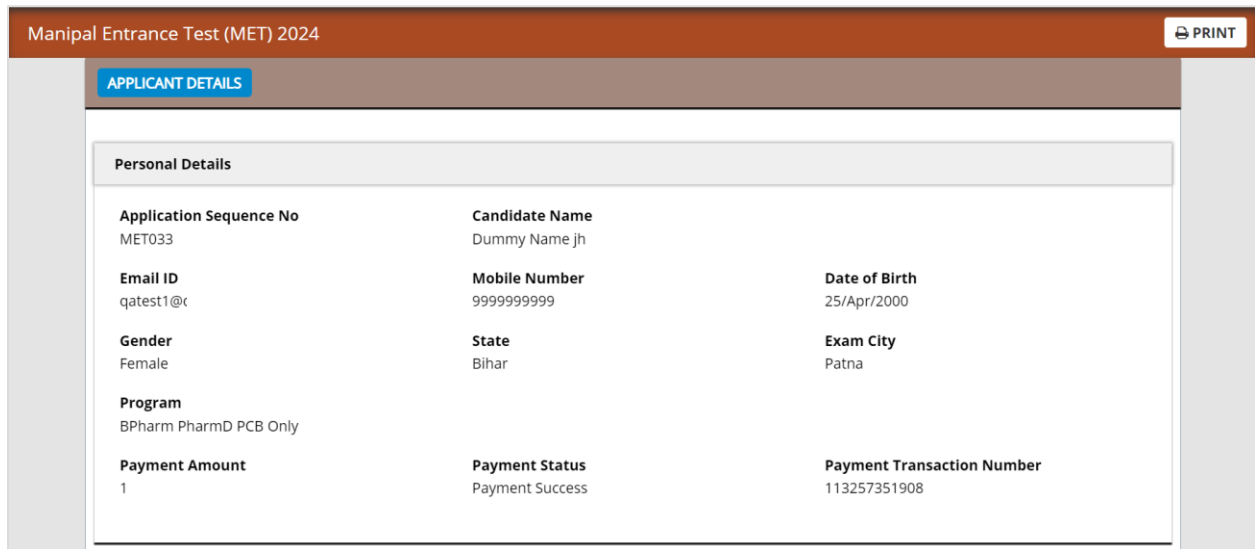 Manipal Entrance Test (MET) 2024
PRINT
APPLICANT DETAILS
Personal Details
Application Sequence No Candidate Name
MET033 Dummy Name jh
Email ID Mobile Number Date of Birth
qatest1@ 9999999999 25/Apr/2000
Gender State Exam City
Female Bihar Patna
Program
BPharm PharmD PCB Only
Payment Amount Payment Status Payment Transaction Number
1 Payment Success 113257351908